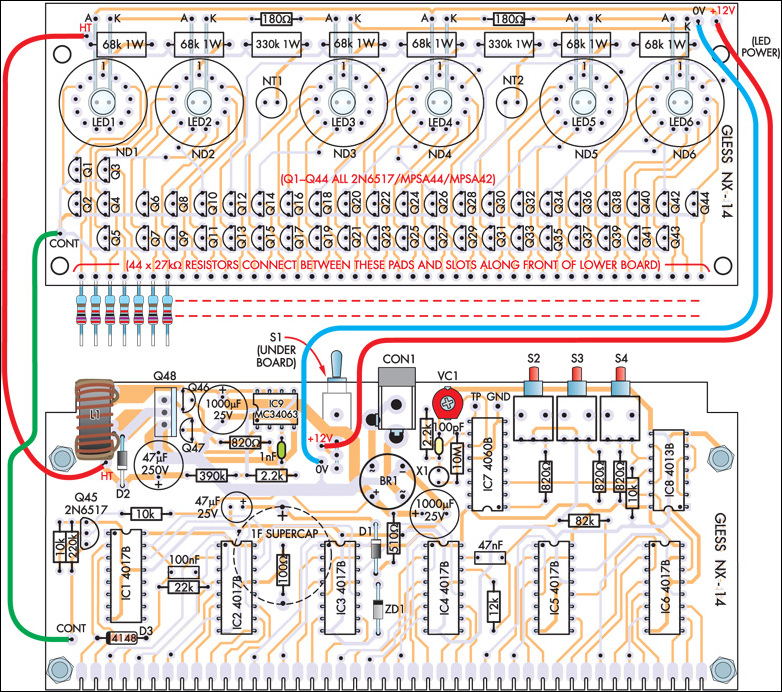 A K A K 180Ω A K A K 180Ω A K K 0V +12V
HT
(LED POWER)
68k 1W 68k 1W 330k 1W 68k 1W 68k 1W 330k 1W 68k 1W 68k 1W
1 1 1 1 1 1
NT1 NT2
LED1 LED2 LED3 LED4 LED5 LED6
ND1 ND2 ND3 ND4 ND5 ND6
GLESS NX-14
Q1 Q3
(Q1–Q44 ALL 2N6517/MPSA44/MPSA42)
Q2 Q4 Q6 Q8 Q10 Q12 Q14 Q16 Q18 Q20 Q22 Q24 Q26 Q28 Q30 Q32 Q34 Q36 Q38 Q40 Q42 Q44
Q5 Q7 Q9 Q11 Q13 Q15 Q17 Q19 Q21 Q23 Q25 Q27 Q29 Q31 Q33 Q35 Q37 Q39 Q41 Q43
CONT
(44 x 27kΩ RESISTORS CONNECT BETWEEN THESE PADS AND SLOTS ALONG FRONT OF LOWER BOARD)
S1
(UNDER
BOARD)
CON1 VC1 S2 S3 S4
Q48 Q46
L1
1000µF
25V
IC9
MC34063
TP GND
+12V
2.2k
100pF
820Ω
Q47
1nF
10M
IC7 4060B
IC8 4013B
0V
X1
HT
D2
47µF
250V
390k
2.2k
BR1
820Ω 820Ω 820Ω
10k
Q45
2N6517
47µF
25V
1000µF
25V
10k
82k
10k 220k
1F SUPERCAP
D1
510Ω
GLESS NX-14
IC1 4017B
100nF
22k
IC2 4017B
100Ω
IC3 4017B
ZD1
IC4 4017B
47nF
12k
IC5 4017B
IC6 4017B
CONT
4148
D3